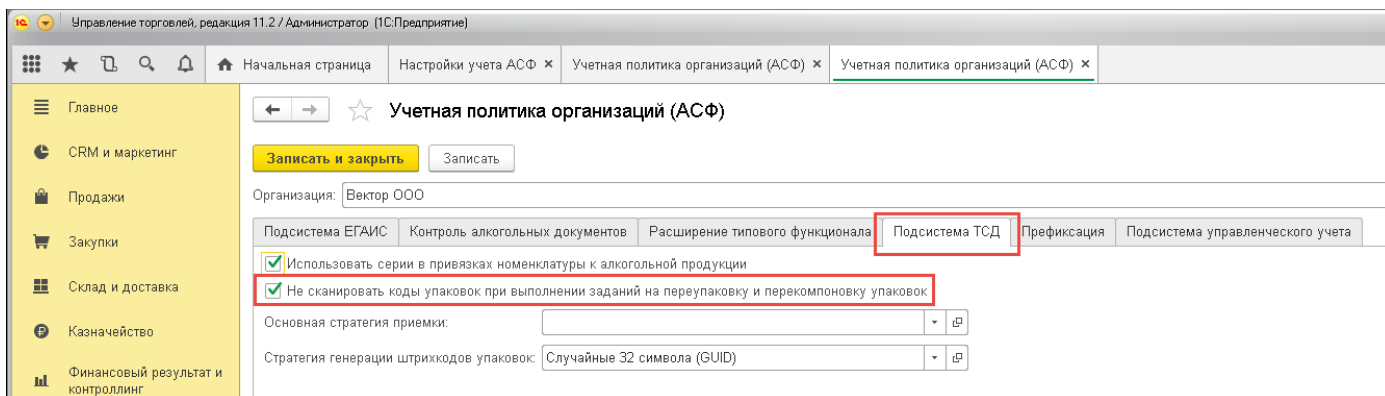 Управление торговлей, редакция 11.2 / Администратор (1С:Предприятие)
Начальная страница
Настройки учета АСФ ×
Учетная политика организаций (АСФ) ×
Учетная политика организаций (АСФ) ×
Главное
CRM и маркетинг
Продажи
Закупки
Склад и доставка
Казначейство
Финансовый результат и
контроллинг
Учетная политика организаций (АСФ)
Записать и закрыть
Записать
Организация: Вектор ООО
Подсистема ЕГАИС
Контроль алкогольных документов
Расширение типового функционала
Подсистема ТСД
Префиксация
Подсистема управленческого учета
Использовать серии в привязках номенклатуры к алкогольной продукции
Не сканировать коды упаковок при выполнении заданий на переупаковку и перекомпоновку упаковок
Основная стратегия приемки:
Стратегия генерации штрихкодов упаковок: Случайные 32 символа (GUID)